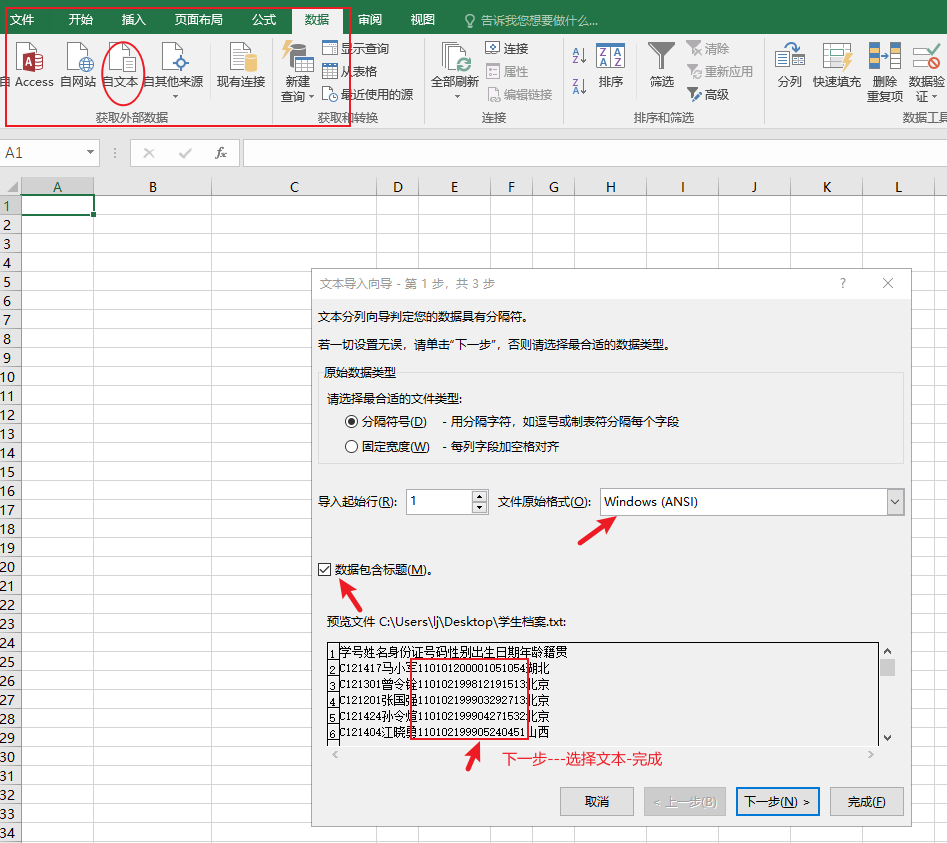 文件 开始 插入 页面布局 公式 数据 审阅 视图 告诉我您想要做什么...
自 Access 自网站 自文本 自其他来源 现有连接 新建 查询 显示查询 从表格 最近使用的源 全部刷新 连接 属性 编辑链接 排序 筛选 清除 重新应用 高级 分列 快速填充 删除 重复项 数据验 证
获取外部数据 获取和转换 连接 排序和筛选 数据工具
A1 fx
A B C D E F G H I J K L
1
2
3
4
5
6
7
8
9
10
11
12
13
14
15
16
17
18
19
20
21
22
23
24
25
26
27
28
29
30
31
32
33
34
文本导入向导 - 第 1 步，共 3 步 ?
文本分列向导判定您的数据具有分隔符。
若一切设置无误，请单击“下一步”，否则请选择最合适的数据类型。
原始数据类型
请选择最合适的文件类型:
分隔符号(D) - 用分隔字符，如逗号或制表符分隔每个字段
固定宽度(W) - 每列字段加空格对齐
导入起始行(R): 1 文件原始格式(O): Windows (ANSI)
数据包含标题(M)。
预览文件 C:\Users\lj\Desktop\学生档案.txt:
1 学号姓名身份证号码性别出生日期年龄籍贯
2 C121417马小军110101200001051054湖北
3 C121301曾令铨110102199812191513北京
4 C121201张国强110102199903292713北京
5 C121424孙令煊110102199904271532北京
6 C121404江晓勇110102199905240451山西
下一步---选择文本-完成
取消 < 上一步(B) 下一步(N) > 完成(F)